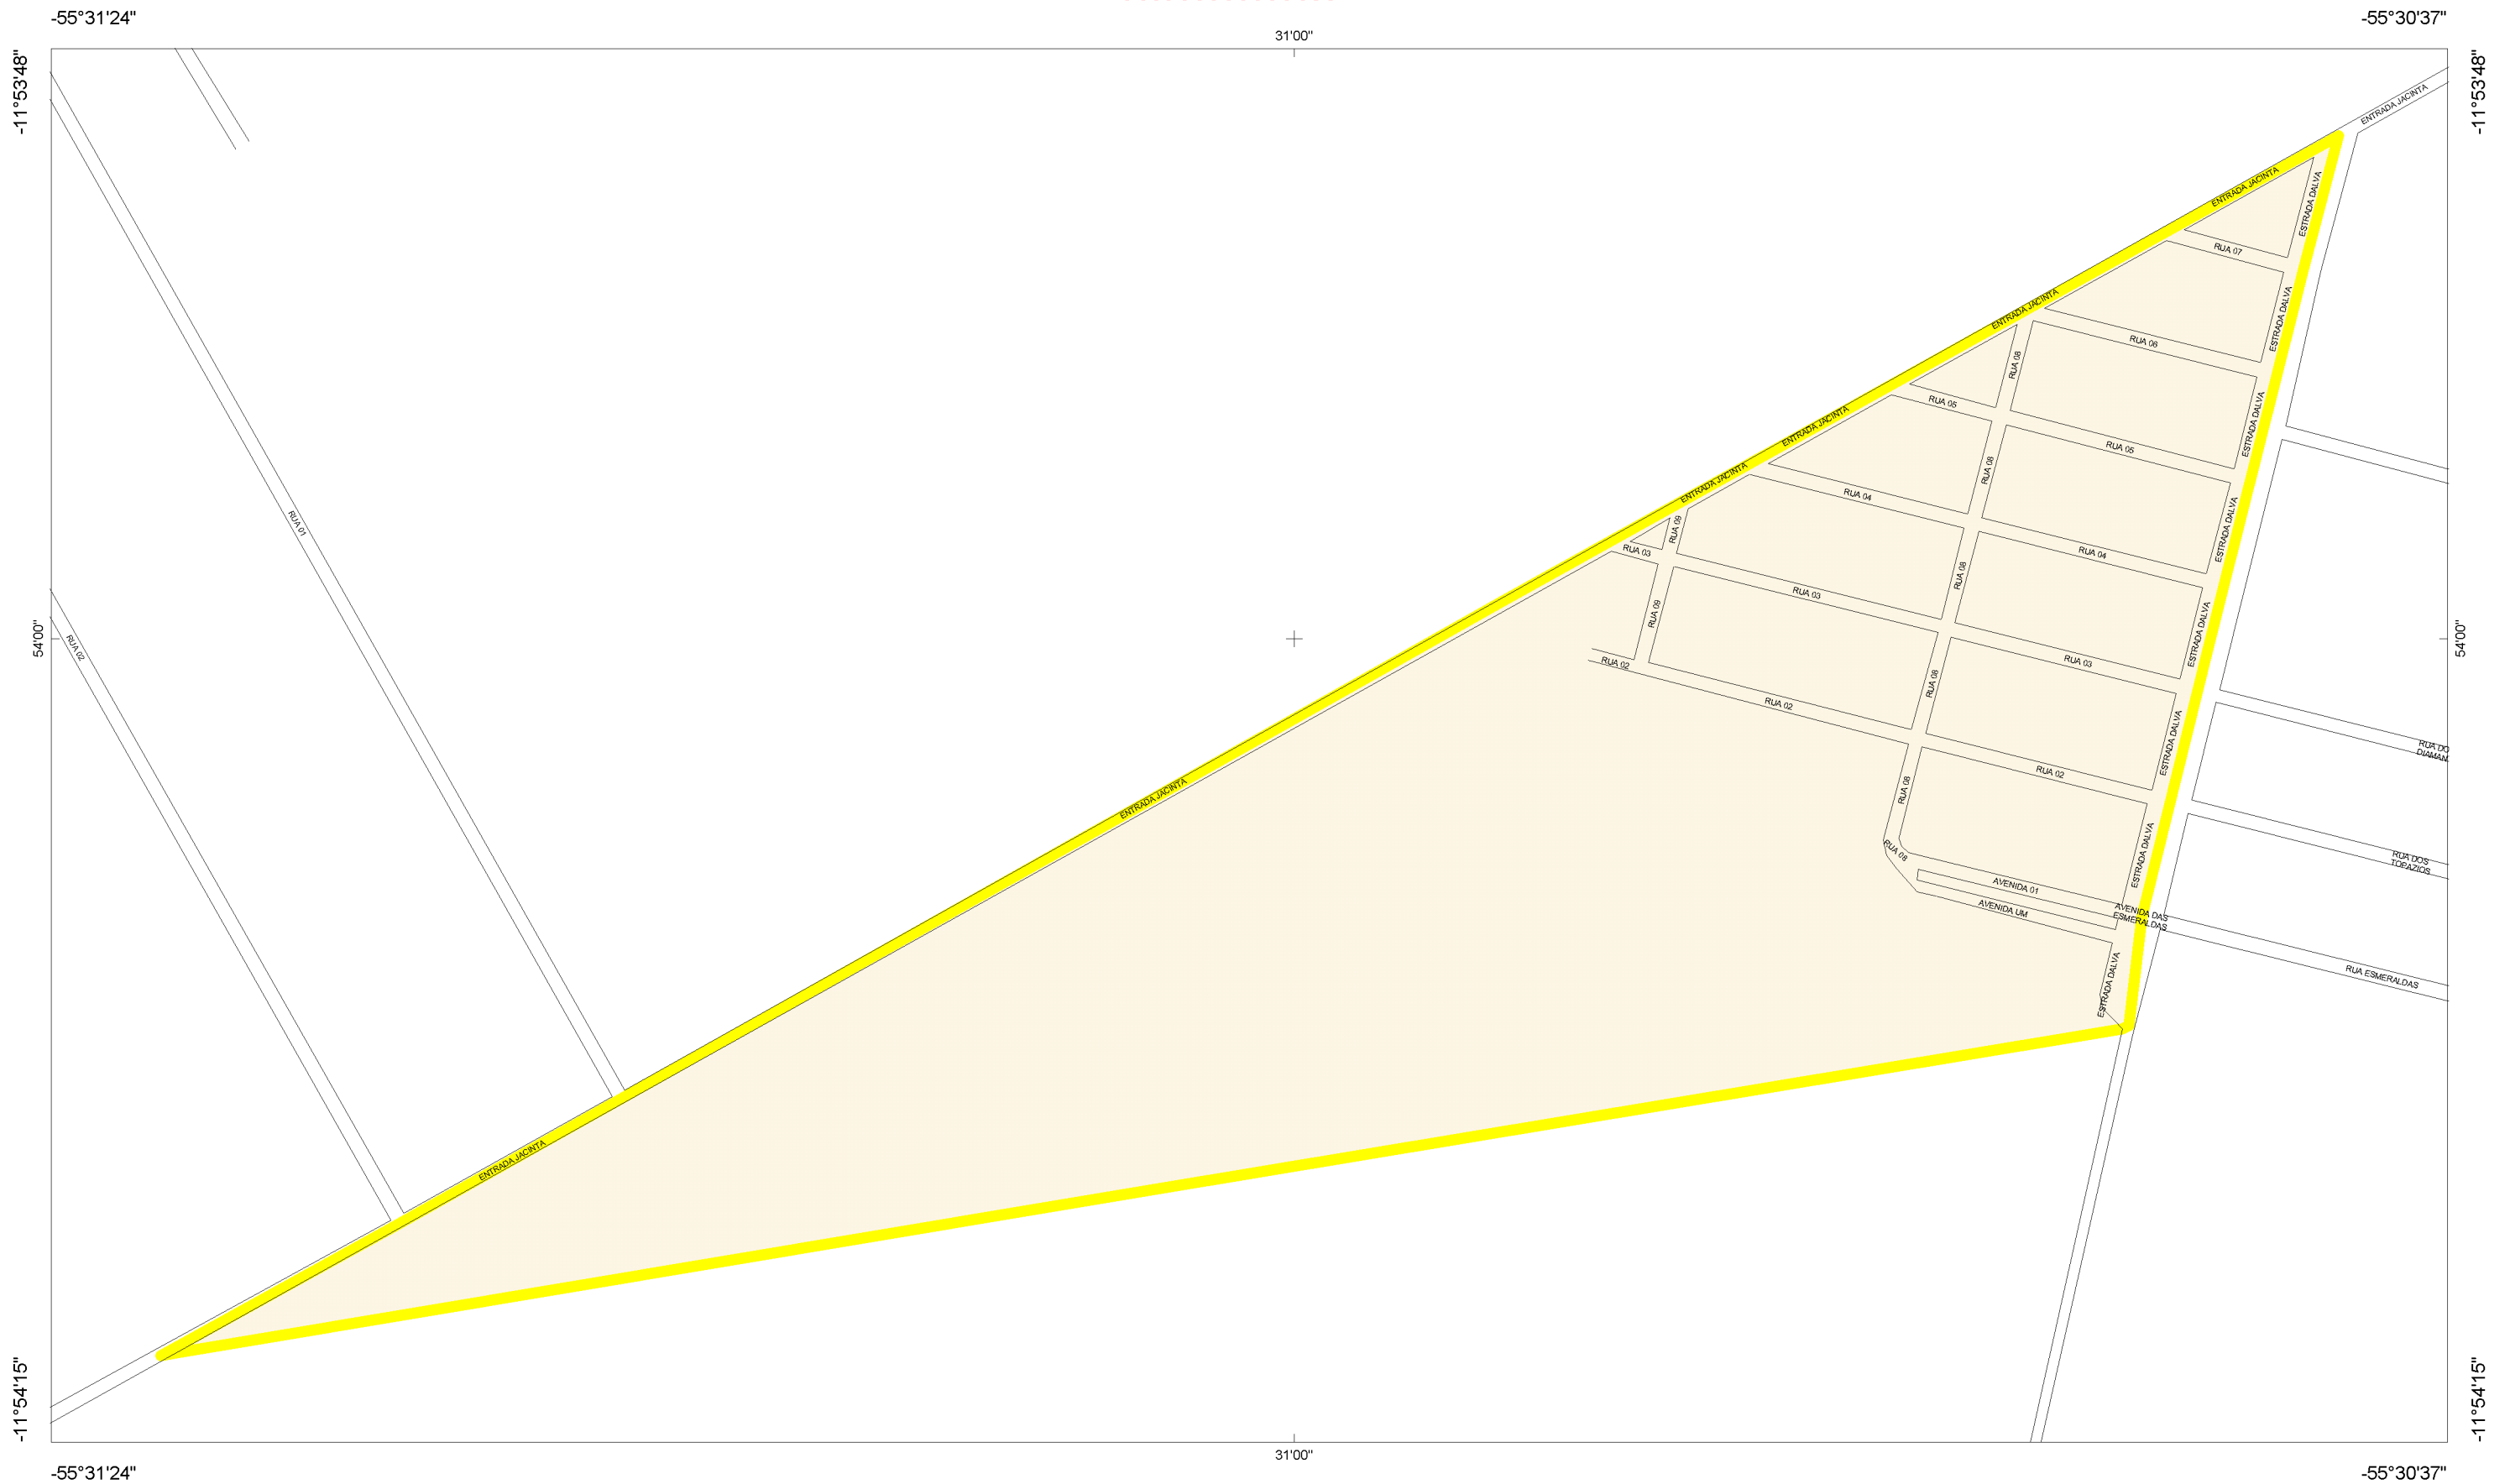 -55°31'24"
-55°30'37"
31'00"
-11°53'48"
-11°53'48"
ENTRADA JACINTA
ENTRADA JACINTA
ESTRADA DALVA
RUA 07
ENTRADA JACINTA
ESTRADA DALVA
RUA 06
RUA 08
RUA 05
ENTRADA JACINTA
ESTRADA DALVA
RUA 05
RUA 08
ENTRADA JACINTA
RUA 04
RUA 01
RUA 09
ESTRADA DALVA
RUA 03
RUA 04
RUA 08
RUA 03
RUA 09
54'00"
54'00"
RUA 02
ESTRADA DALVA
RUA 02
RUA 03
RUA 08
RUA 02
ESTRADA DALVA
RUA DO
DIAMAN
RUA 02
RUA 08
ENTRADA JACINTA
RUA 08
ESTRADA DALVA
RUA DOS
TOPAZIOS
AVENIDA 01
AVENIDA UM
AVENIDA DAS
ESMERALDAS
ESTRADA DALVA
RUA ESMERALDAS
ENTRADA JACINTA
-11°54'15"
-11°54'15"
31'00"
-55°31'24"
-55°30'37"